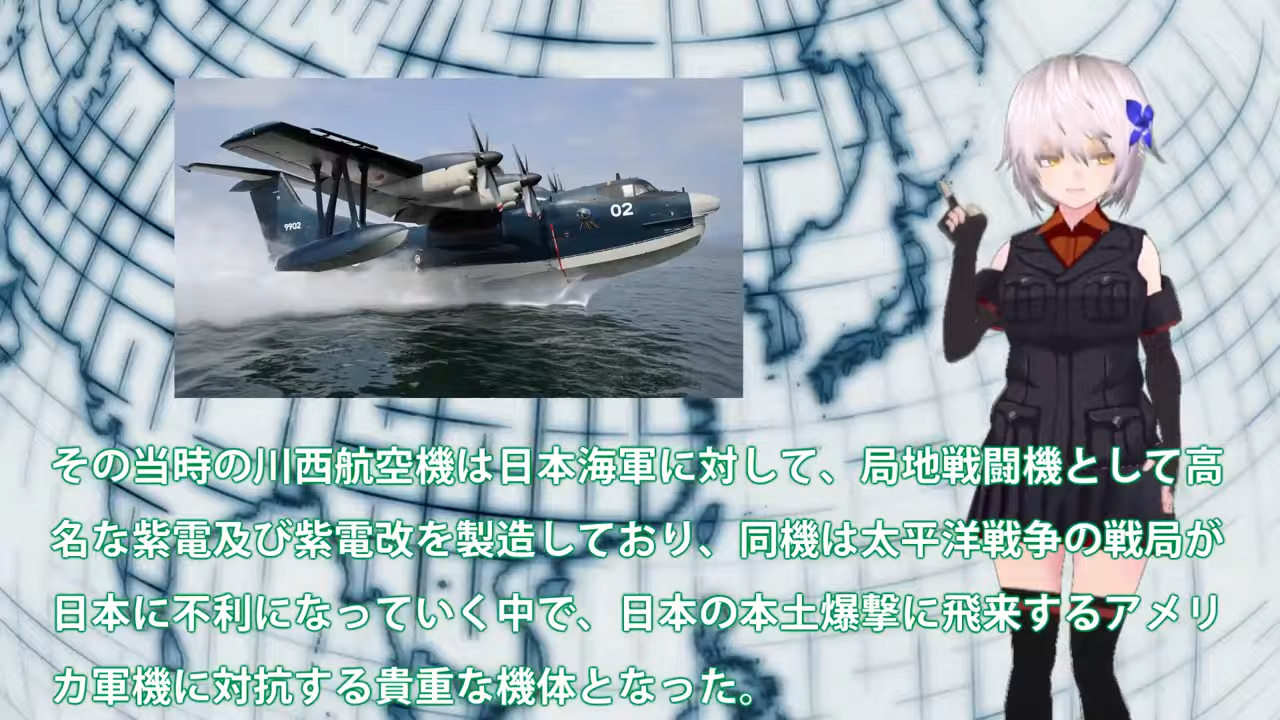 02
9902
その当時の川西航空機は日本海軍に対して、局地戦闘機として高
名な紫電及び紫電改を製造しており、同機は太平洋戦争の戦局が
日本に不利になっていく中で、日本の本土爆撃に飛来するアメリ
カ軍機に対抗する貴重な機体となった。